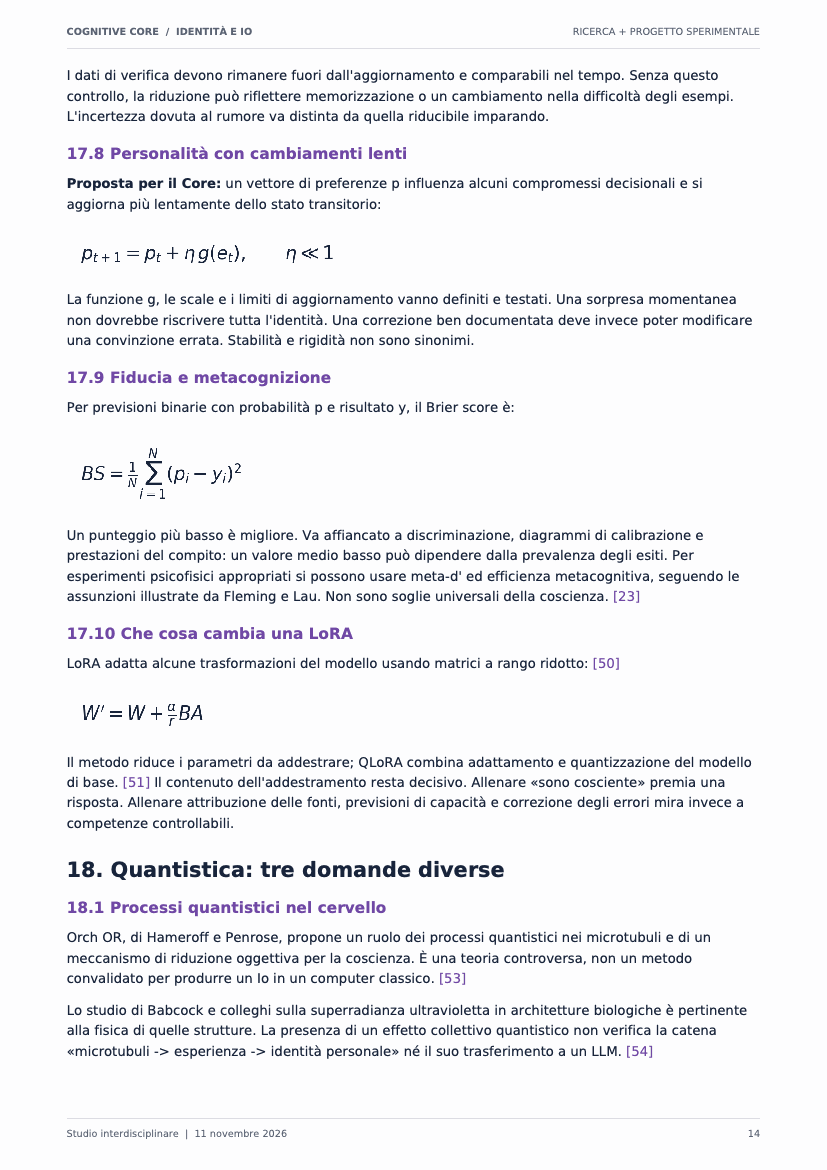 COGNITIVE CORE / IDENTITÀ E IO
RICERCA + PROGETTO SPERIMENTALE
I dati di verifica devono rimanere fuori dall'aggiornamento e comparabili nel tempo. Senza questo
controllo, la riduzione può riflettere memorizzazione o un cambiamento nella difficoltà degli esempi.
L'incertezza dovuta al rumore va distinta da quella riducibile imparando.
17.8 Personalità con cambiamenti lenti
Proposta per il Core: un vettore di preferenze p influenza alcuni compromessi decisionali e si
aggiorna più lentamente dello stato transitorio:
p_{t+1} = p_t + η g(e_t),    η ≪ 1
La funzione g, le scale e i limiti di aggiornamento vanno definiti e testati. Una sorpresa momentanea
non dovrebbe riscrivere tutta l'identità. Una correzione ben documentata deve invece poter modificare
una convinzione errata. Stabilità e rigidità non sono sinonimi.
17.9 Fiducia e metacognizione
Per previsioni binarie con probabilità p e risultato y, il Brier score è:
BS = \frac{1}{N} \sum_{i=1}^{N} (p_i − y_i)^2
Un punteggio più basso è migliore. Va affiancato a discriminazione, diagrammi di calibrazione e
prestazioni del compito: un valore medio basso può dipendere dalla prevalenza degli esiti. Per
esperimenti psicofisici appropriati si possono usare meta-d' ed efficienza metacognitiva, seguendo le
assunzioni illustrate da Fleming e Lau. Non sono soglie universali della coscienza. [23]
17.10 Che cosa cambia una LoRA
LoRA adatta alcune trasformazioni del modello usando matrici a rango ridotto: [50]
W′ = W + \frac{α}{r} BA
Il metodo riduce i parametri da addestrare; QLoRA combina adattamento e quantizzazione del modello
di base. [51] Il contenuto dell'addestramento resta decisivo. Allenare «sono cosciente» premia una
risposta. Allenare attribuzione delle fonti, previsioni di capacità e correzione degli errori mira invece a
competenze controllabili.
18. Quantistica: tre domande diverse
18.1 Processi quantistici nel cervello
Orch OR, di Hameroff e Penrose, propone un ruolo dei processi quantistici nei microtubuli e di un
meccanismo di riduzione oggettiva per la coscienza. È una teoria controversa, non un metodo
convalidato per produrre un Io in un computer classico. [53]
Lo studio di Babcock e colleghi sulla superradianza ultravioletta in architetture biologiche è pertinente
alla fisica di quelle strutture. La presenza di un effetto collettivo quantistico non verifica la catena
«microtubuli -> esperienza -> identità personale» né il suo trasferimento a un LLM. [54]
Studio interdisciplinare | 11 novembre 2026
14